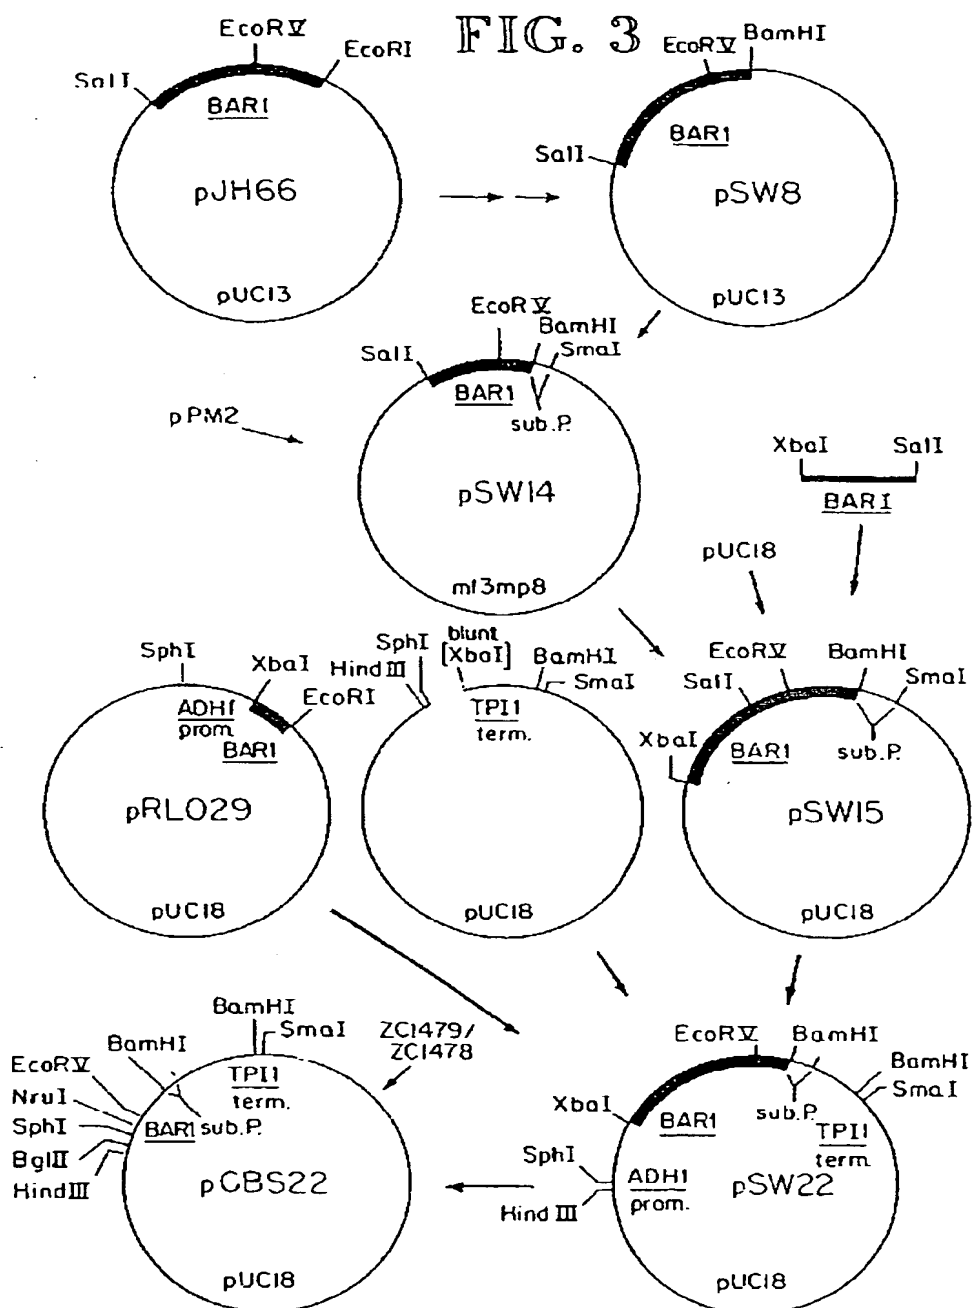 FIG. 3
EcoRV
EcoRI
SalI
BAR1
pJH66
pUC13
EcoRV
BamHI
SalI
BAR1
pSW8
pUC13
EcoRV
BamHI
SmaI
SalI
BAR1
sub.P.
pPM2
pSW14
m13mp8
XbaI
SalI
BAR1
pUC18
SphI
XbaI
EcoRI
ADH1
prom.
BAR1
pRL029
pUC18
SphI
HindIII
blunt
[XbaI]
BamHI
SmaI
TPI1
term.
pUC18
EcoRV
BamHI
SalI
SmaI
XbaI
BAR1
sub.P.
pSW15
pUC18
BamHI
SmaI
ZC1479/
ZC1478
BamHI
EcoRV
NruI
SphI
BglII
HindIII
TPI1
term.
BAR1
sub.P.
pCBS22
pUC18
EcoRV
BamHI
BamHI
SmaI
XbaI
BAR1
sub.P.
TPI1
term.
SphI
HindIII
ADH1
prom.
pSW22
pUC18